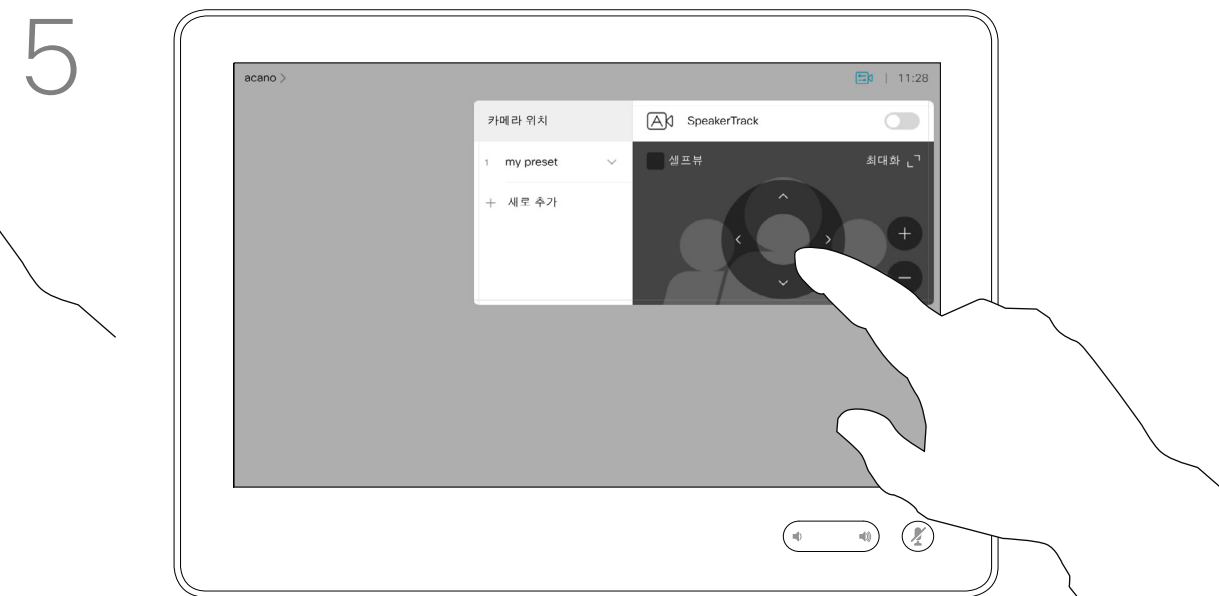 5
acano >
11:28
카메라 위치
SpeakerTrack
1 my preset
셀프뷰
최대화
+ 새로 추가